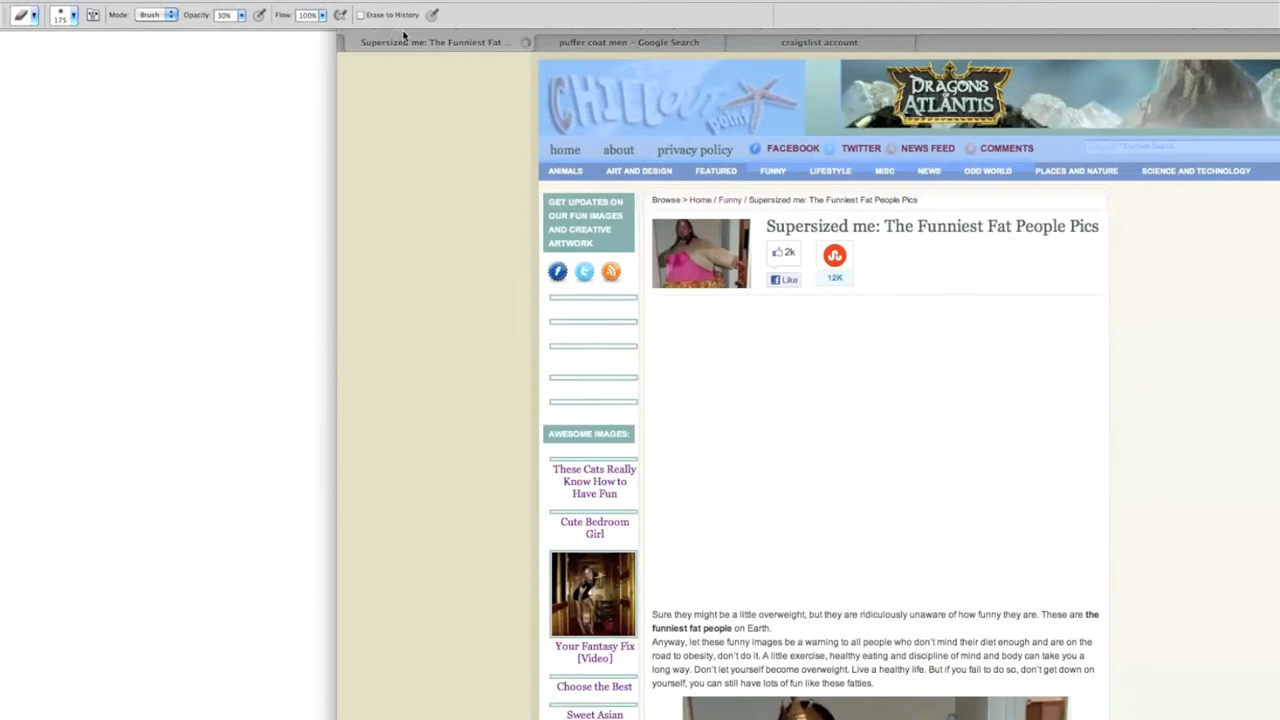 175 Mode: Brush Opacity: 30% Flow: 100% Erase to History
Supersized me: The Funniest Fat ... puffer coat men – Google Search craigslist account
CHILLout point
DRAGONS OF ATLANTIS
home about privacy policy FACEBOOK TWITTER NEWS FEED COMMENTS
ANIMALS ART AND DESIGN FEATURED FUNNY LIFESTYLE MISC NEWS ODD WORLD PLACES AND NATURE SCIENCE AND TECHNOLOGY
GET UPDATES ON
OUR FUN IMAGES
AND CREATIVE
ARTWORK
Browse > Home / Funny / Supersized me: The Funniest Fat People Pics
Supersized me: The Funniest Fat People Pics
2k
Like
12K
AWESOME IMAGES:
These Cats Really
Know How to
Have Fun
Cute Bedroom
Girl
Your Fantasy Fix
[Video]
Choose the Best
Sweet Asian
Sure they might be a little overweight, but they are ridiculously unaware of how funny they are. These are the
funniest fat people on Earth.
Anyway, let these funny images be a warning to all people who don't mind their diet enough and are on the
road to obesity, don't do it. A little exercise, healthy eating and discipline of mind and body can take you a
long way. Don't let yourself become overweight. Live a healthy life. But if you fail to do so, don't get down on
yourself, you can still have lots of fun like these fatties.